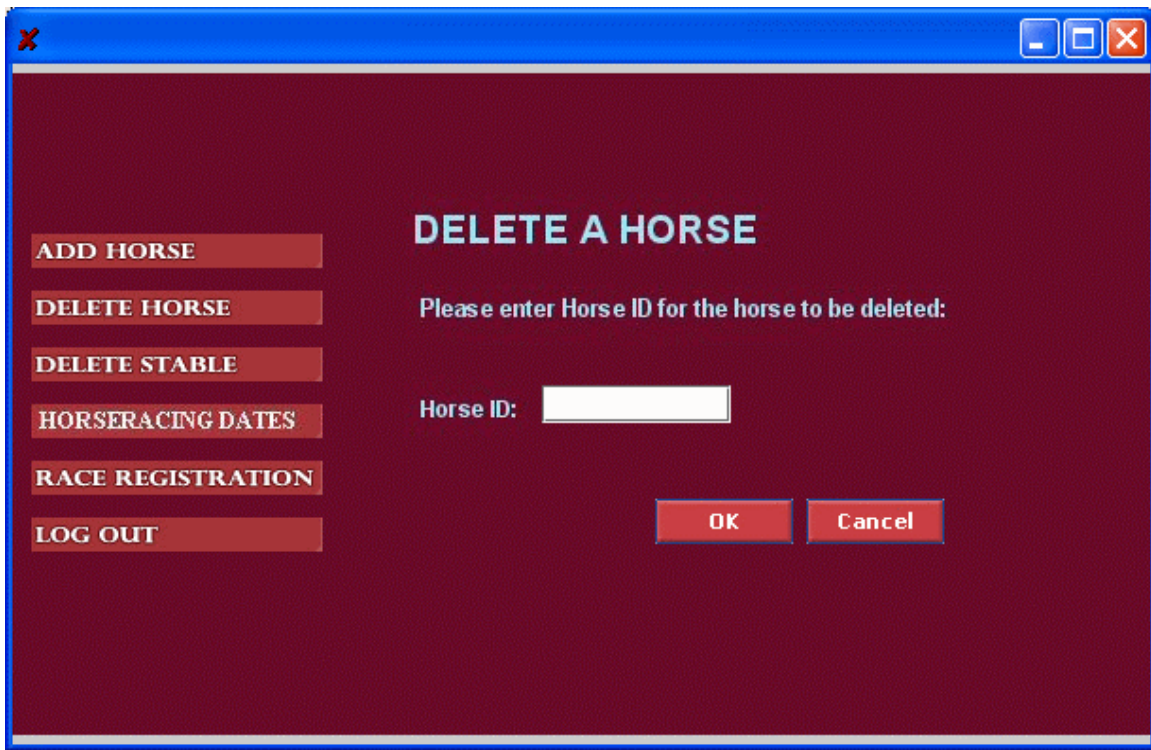 ADD HORSE
DELETE HORSE
DELETE STABLE
HORSERACING DATES
RACE REGISTRATION
LOG OUT
DELETE A HORSE
Please enter Horse ID for the horse to be deleted:
Horse ID:
OK Cancel